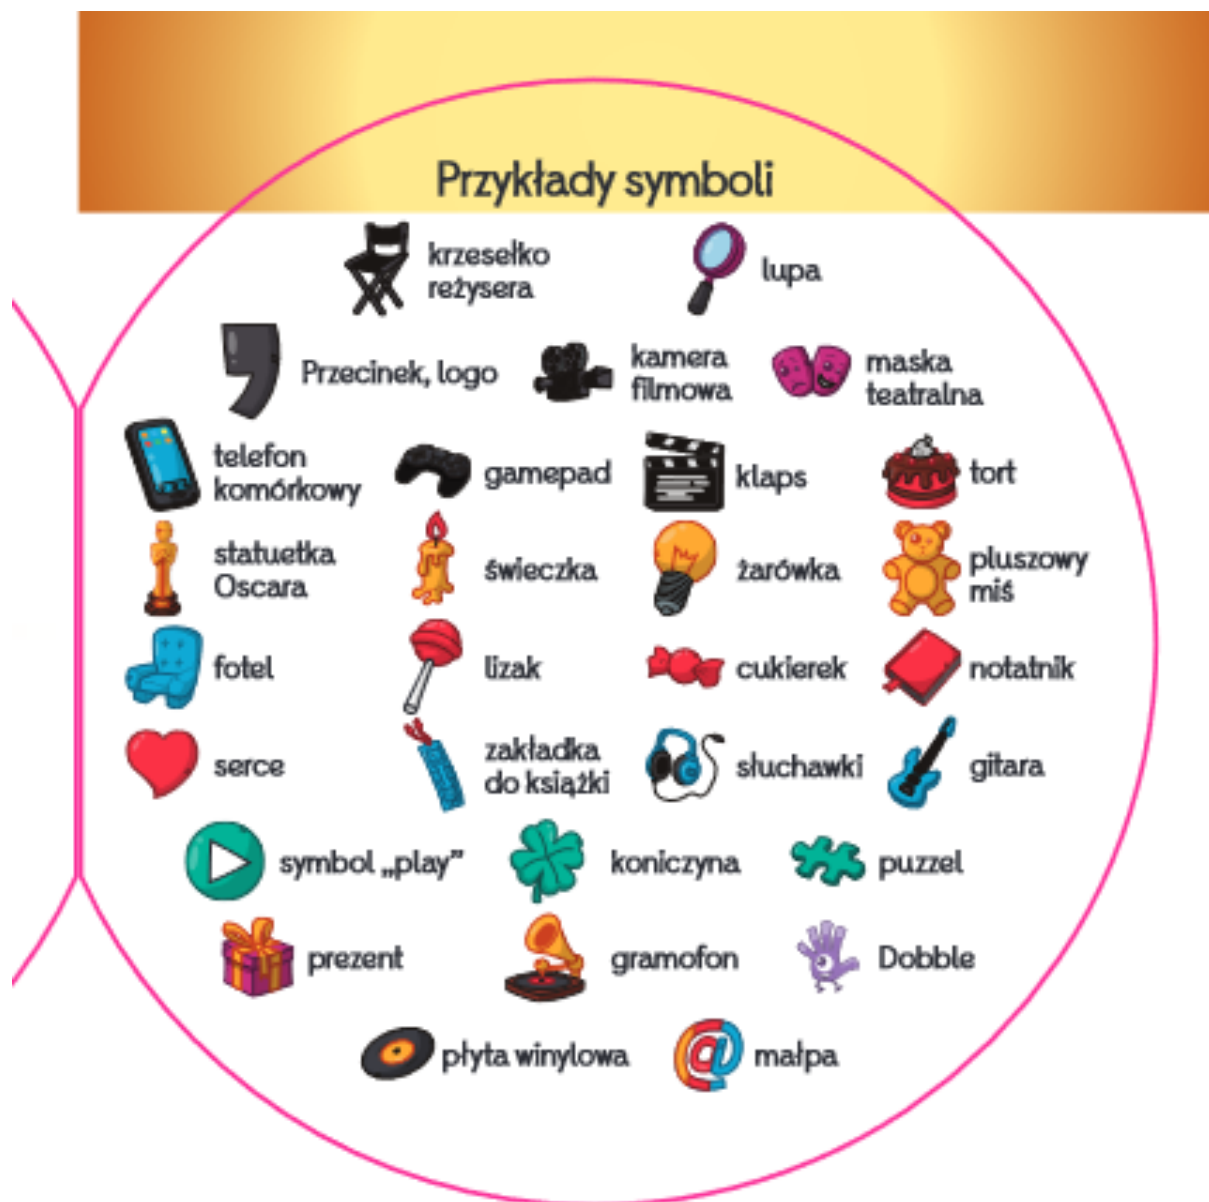 Przykłady symboli
krzesełko
reżysera
lupa
Przecinek, logo
kamera
filmowa
maska
teatralna
telefon
komórkowy
gamepad
klaps
tort
statuetka
Oscara
świeczka
żarówka
pluszowy
miś
fotel
lizak
cukierek
notatnik
serce
zakładka
do książki
słuchawki
gitara
symbol „play”
koniczyna
puzzel
prezent
gramofon
Dobble
płyta winylowa
małpa